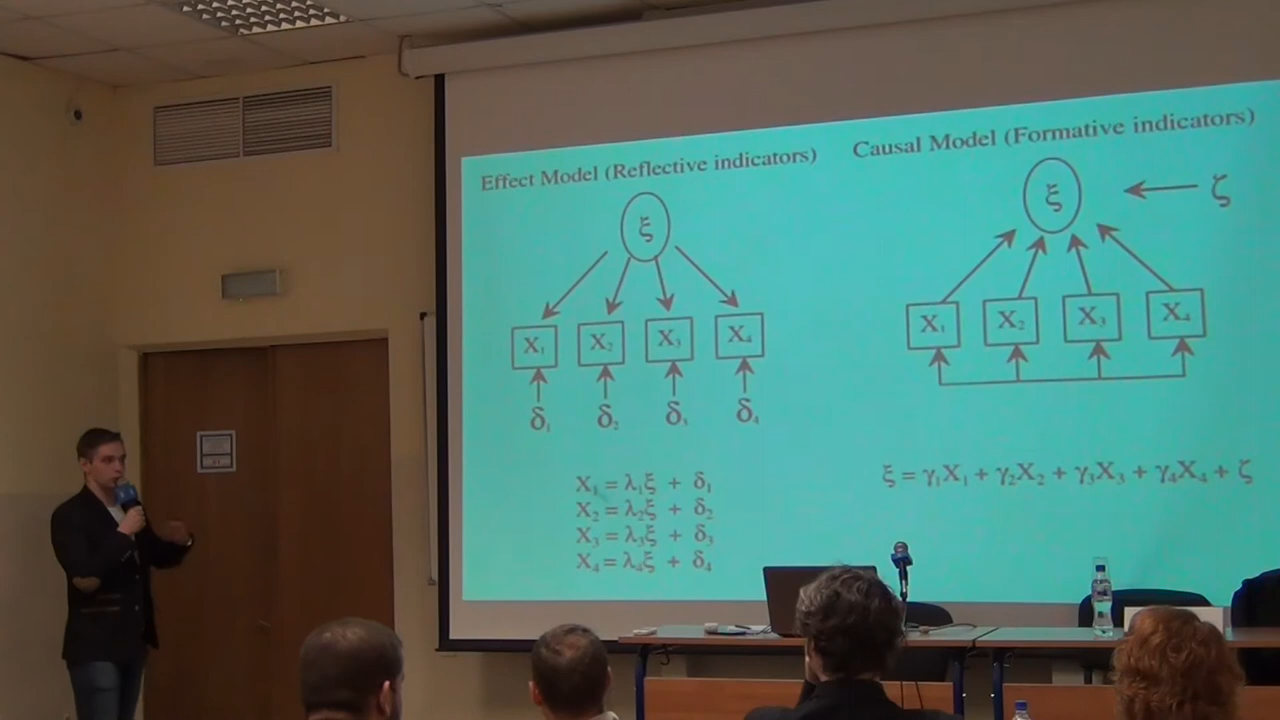 Effect Model (Reflective indicators)
ξ
X₁ X₂ X₃ X₄
δ₁ δ₂ δ₃ δ₄
X₁ = λ₁ξ + δ₁
X₂ = λ₂ξ + δ₂
X₃ = λ₃ξ + δ₃
X₄ = λ₄ξ + δ₄
Causal Model (Formative indicators)
ξ ζ
X₁ X₂ X₃ X₄
ξ = γ₁X₁ + γ₂X₂ + γ₃X₃ + γ₄X₄ + ζ